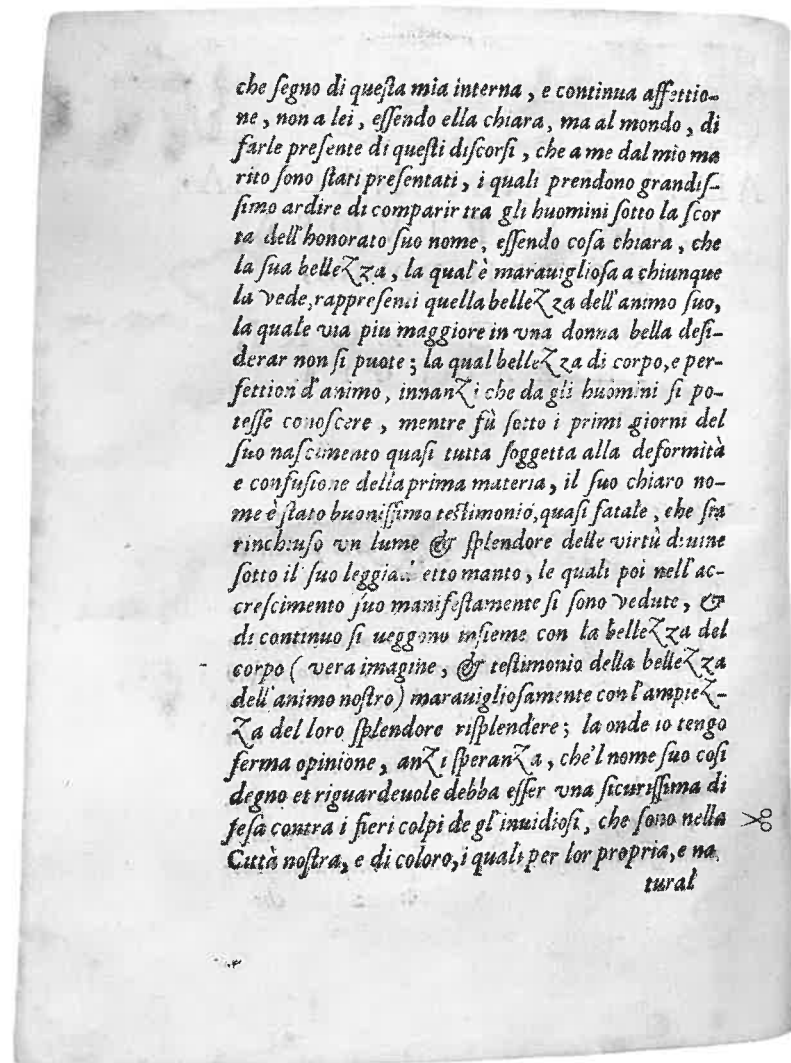 che ſegno di queſta mia interna, e continua affettio-
ne, non a lei, eſſendo ella chiara, ma al mondo, di
farle preſente di queſti diſcorſi, che a me dal mio ma
rito ſono ſtati preſentati, i quali prendono grandiſ-
ſimo ardire di comparir tra gli huomini ſotto la ſcor
ta dell'honorato ſuo nome, eſſendo coſa chiara, che
la ſua bellezza, la qual'è marauiglioſa a chiunque
la vede, rappreſenti quella bellezza dell'animo ſuo,
la quale via piu maggiore in vna donna bella deſi-
derar non ſi puote; la qual bellezza di corpo, e per-
fettion d'animo, innanzi che da gli huomini ſi po-
teſſe conoſcere, mentre fù ſotto i primi giorni del
ſuo naſcimento quaſi tutta ſoggetta alla deformità
e confuſione della prima materia, il ſuo chiaro no-
me è ſtato buoniſſimo teſtimonio, quaſi fatale, che ſra
rinchiuſo vn lume & ſplendore delle virtù diuine
ſotto il ſuo leggiad etto manto, le quali poi nell'ac-
creſcimento ſuo manifeſtamente ſi ſono vedute, &
di continuo ſi ueggono inſieme con la bellezza del
corpo ( vera imagine, & teſtimonio della bellezza
dell'animo noſtro) marauiglioſamente con l'ampiez-
za del loro ſplendore riſplendere; la onde io tengo
ferma opinione, anzi ſperanza, che'l nome ſuo coſi
degno et riguardeuole debba eſſer vna ſicuriſſima di
feſa contra i fieri colpi de gl'inuidioſi, che ſono nella
Città noſtra, e di coloro, i quali per lor propria, e na
tural